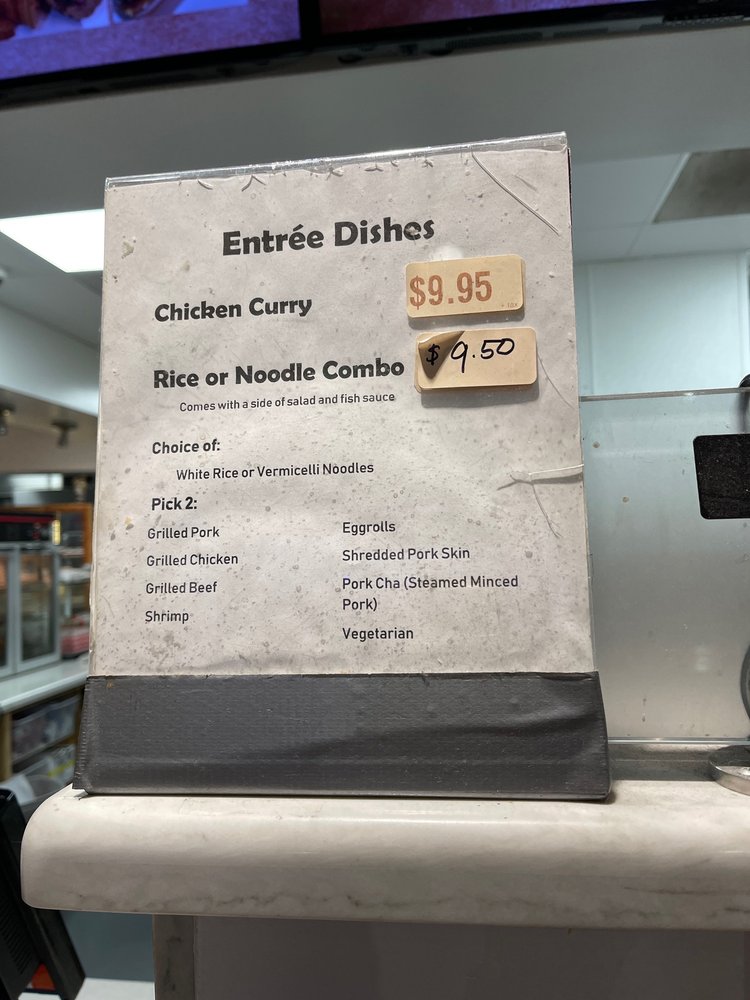 Entrée Dishes
Chicken Curry
$9.95
+ tax
Rice or Noodle Combo
$9.50
Comes with a side of salad and fish sauce
Choice of:
White Rice or Vermicelli Noodles
Pick 2:
Grilled Pork
Grilled Chicken
Grilled Beef
Shrimp
Eggrolls
Shredded Pork Skin
Pork Cha (Steamed Minced
Pork)
Vegetarian